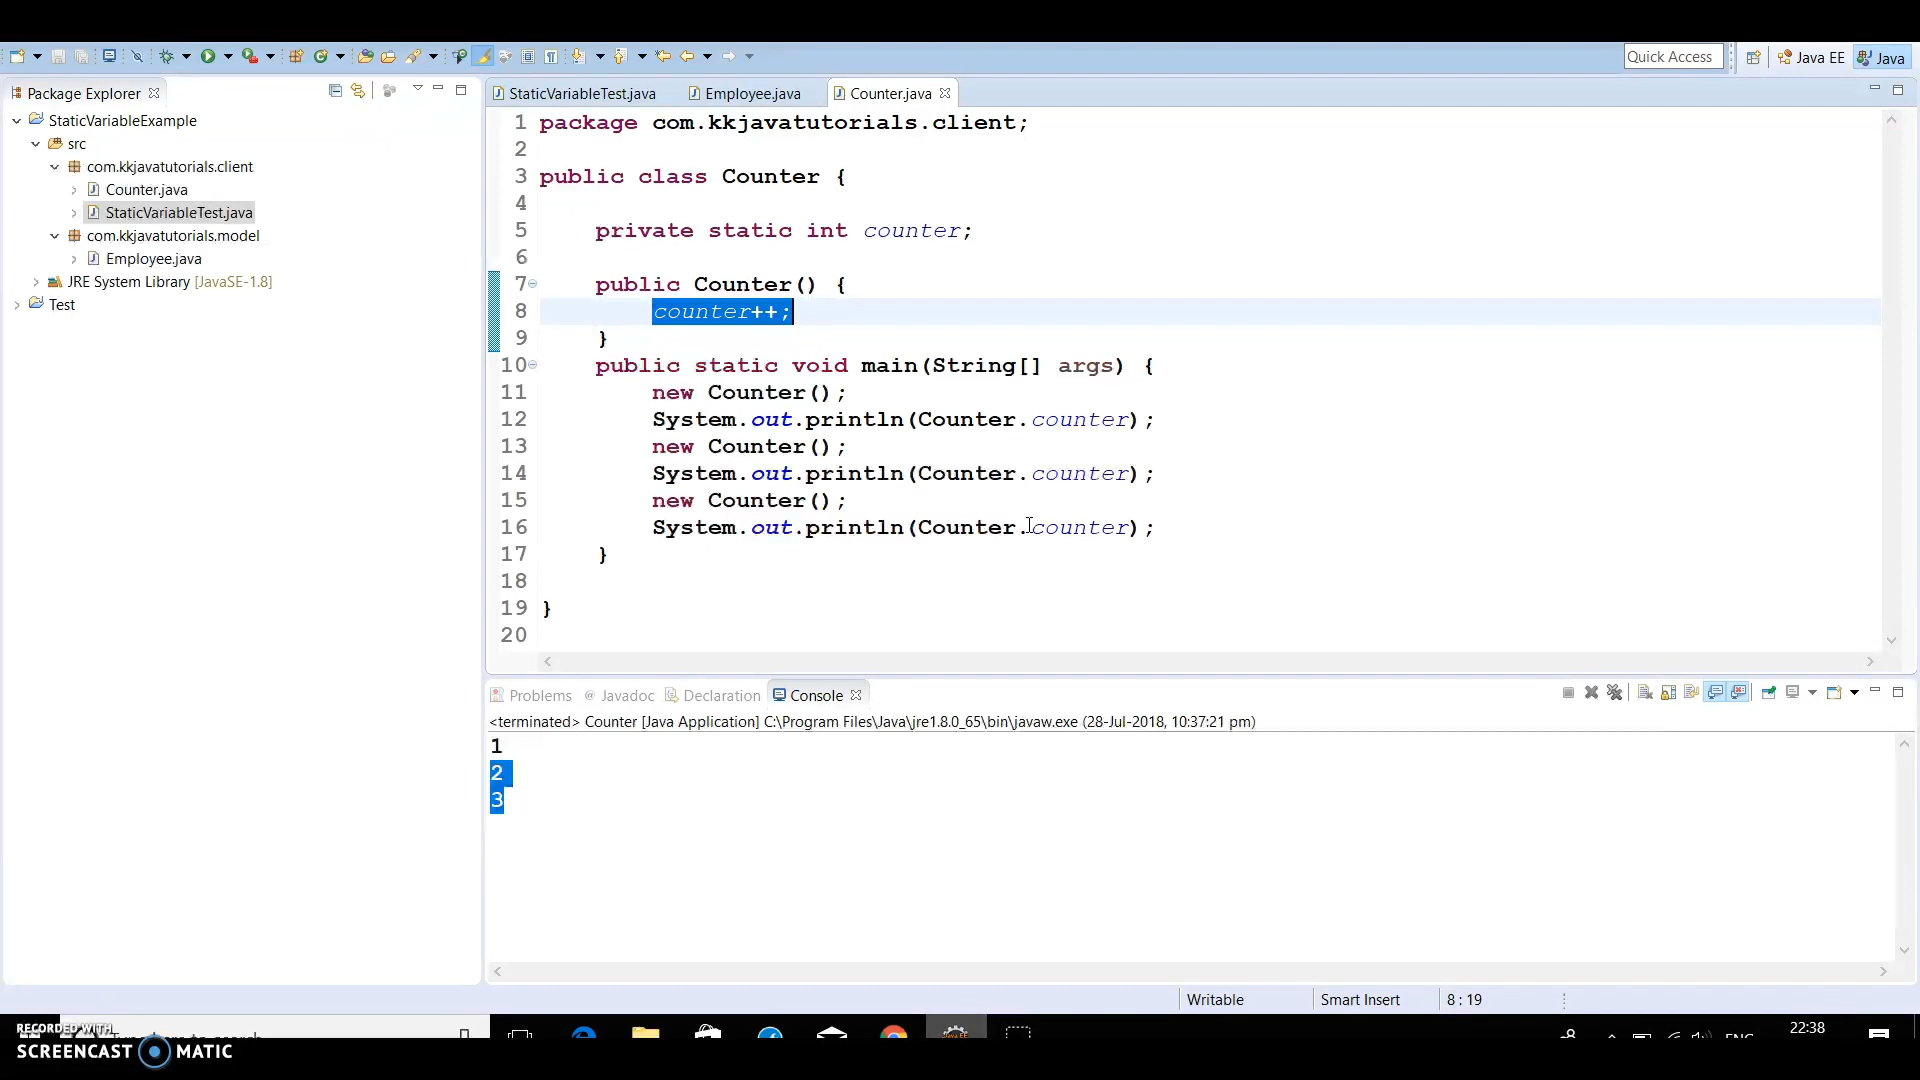 Quick Access
Java EE
Java
Package Explorer
StaticVariableExample
src
com.kkjavatutorials.client
Counter.java
StaticVariableTest.java
com.kkjavatutorials.model
Employee.java
JRE System Library [JavaSE-1.8]
Test
StaticVariableTest.java
Employee.java
Counter.java
1 package com.kkjavatutorials.client;
2
3 public class Counter {
4
5 private static int counter;
6
7 public Counter() {
8 counter++;
9 }
10 public static void main(String[] args) {
11 new Counter();
12 System.out.println(Counter.counter);
13 new Counter();
14 System.out.println(Counter.counter);
15 new Counter();
16 System.out.println(Counter.counter);
17 }
18
19 }
20
Problems
@ Javadoc
Declaration
Console
<terminated> Counter [Java Application] C:\Program Files\Java\jre1.8.0_65\bin\javaw.exe (28-Jul-2018, 10:37:21 pm)
1
2
3
Writable
Smart Insert
8 : 19
RECORDED WITH
SCREENCAST MATIC
22:38